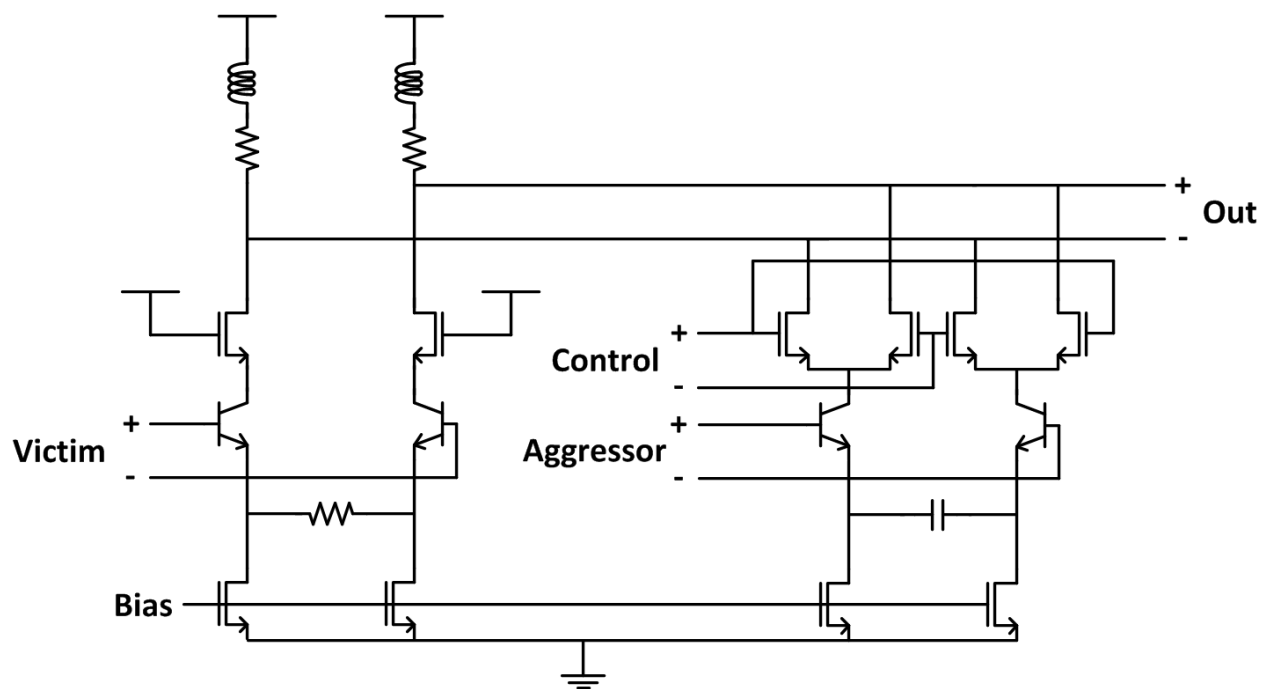 +
Out
-
+
Control
-
+
Victim
-
+
Aggressor
-
Bias